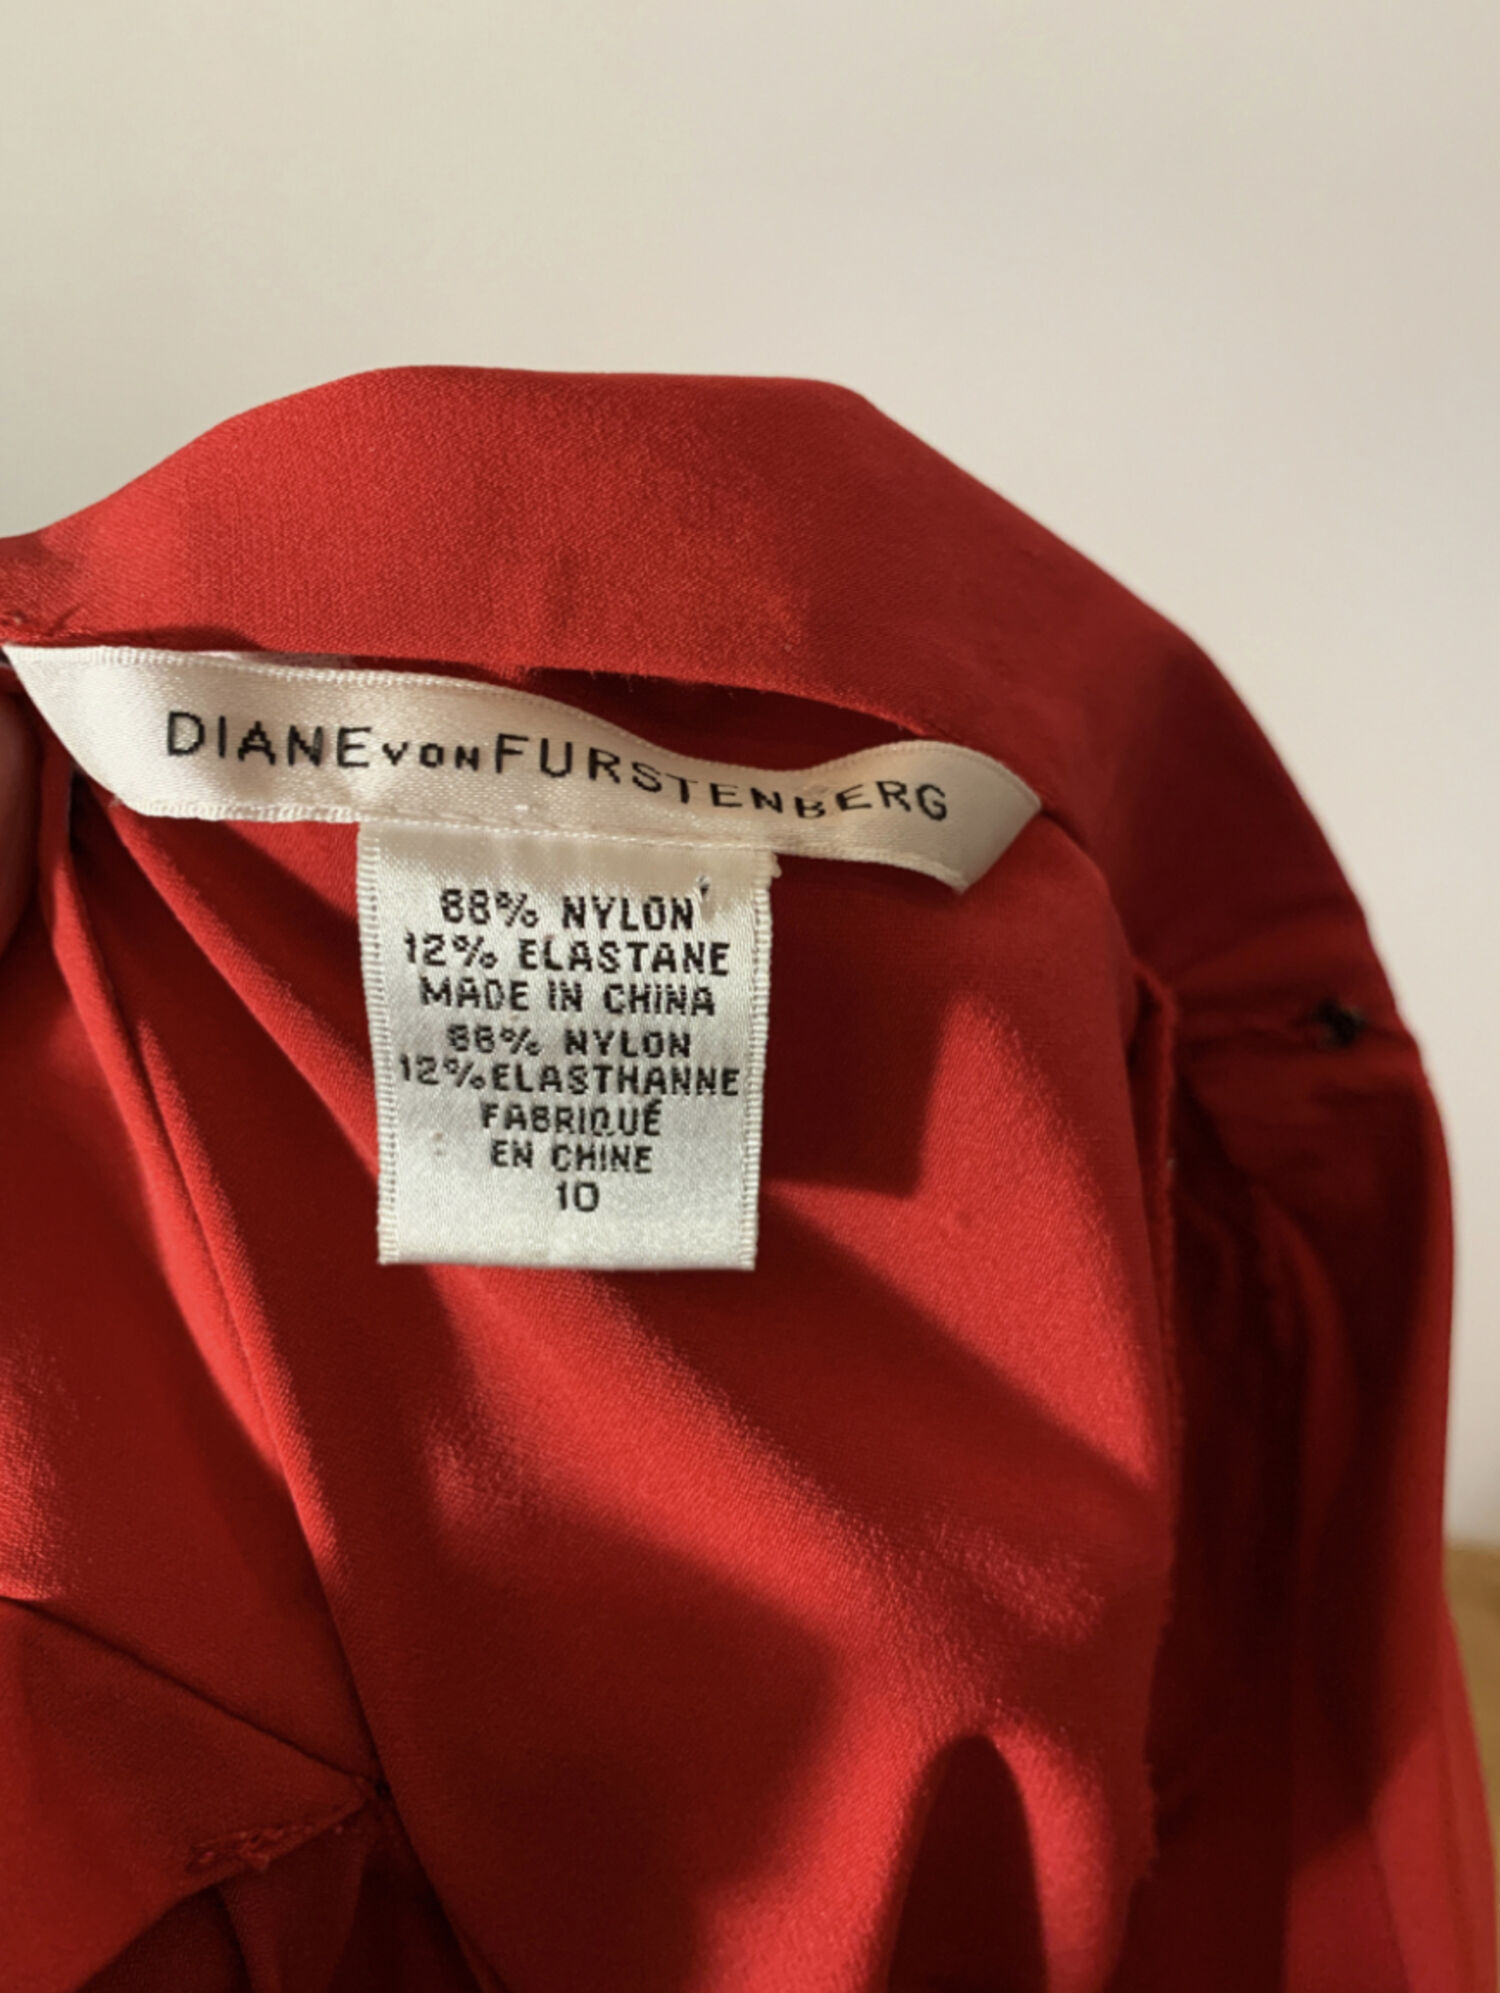 DIANE VON FURSTENBERG
88% NYLON
12% ELASTANE
MADE IN CHINA
88% NYLON
12% ELASTHANNE
FABRIQUÉ
EN CHINE
10